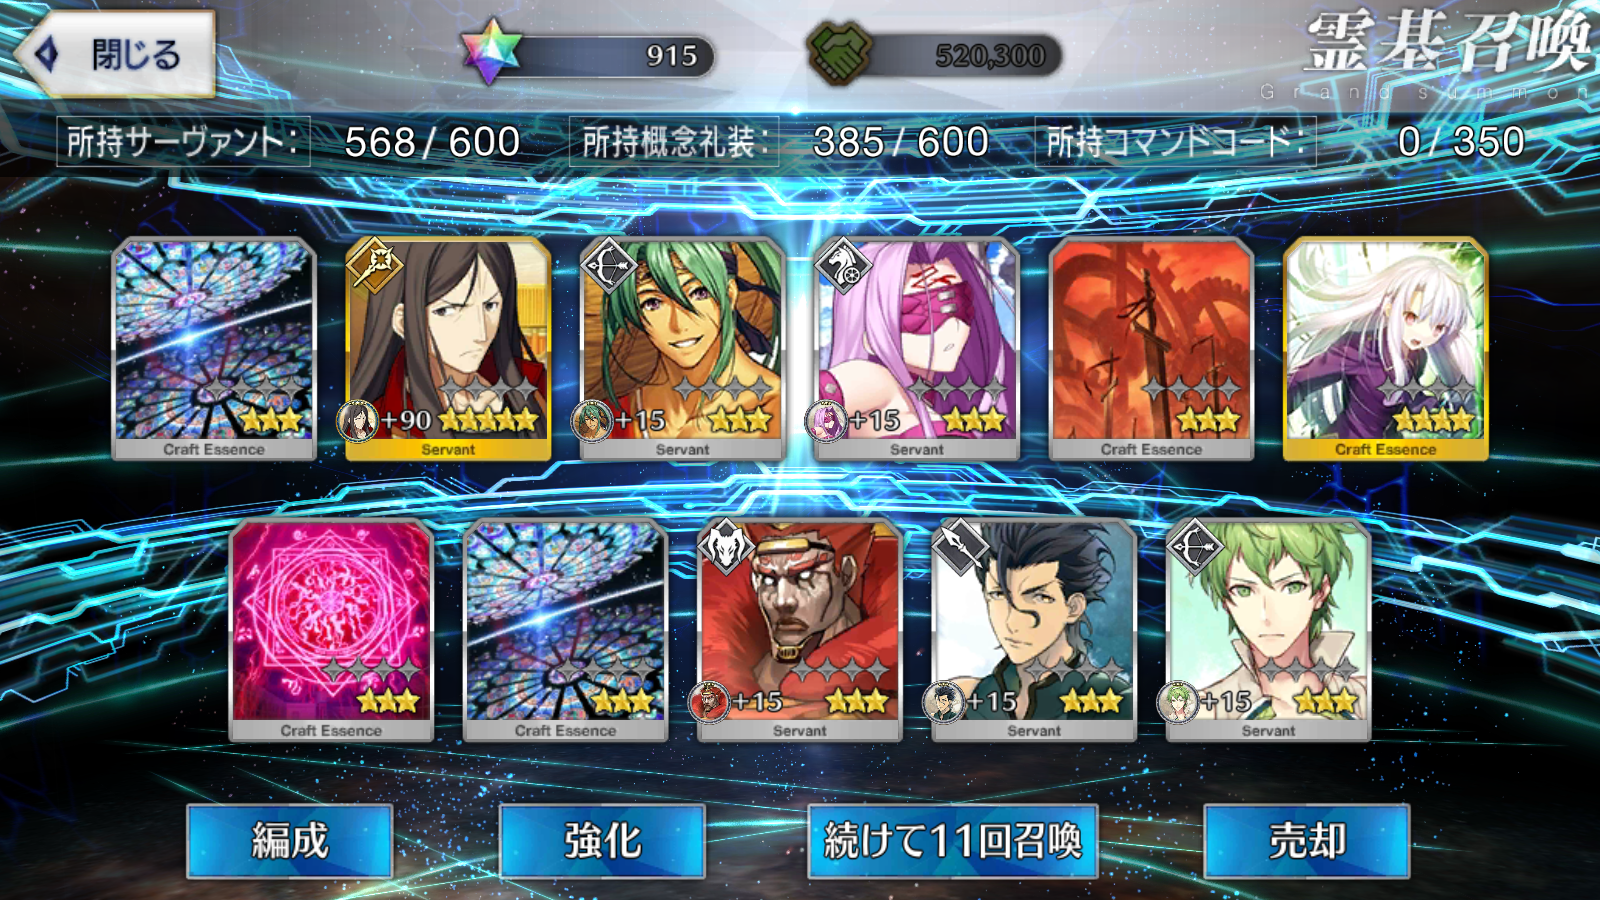 閉じる
915
520,300
霊基召喚
Grand summon
所持サーヴァント: 568 / 600 所持概念礼装: 385 / 600 所持コマンドコード: 0 / 350
+90 +15 +15
Craft Essence Servant Servant Servant Craft Essence Craft Essence
+15 +15 +15
Craft Essence Craft Essence Servant Servant Servant
編成 強化 続けて11回召喚 売却